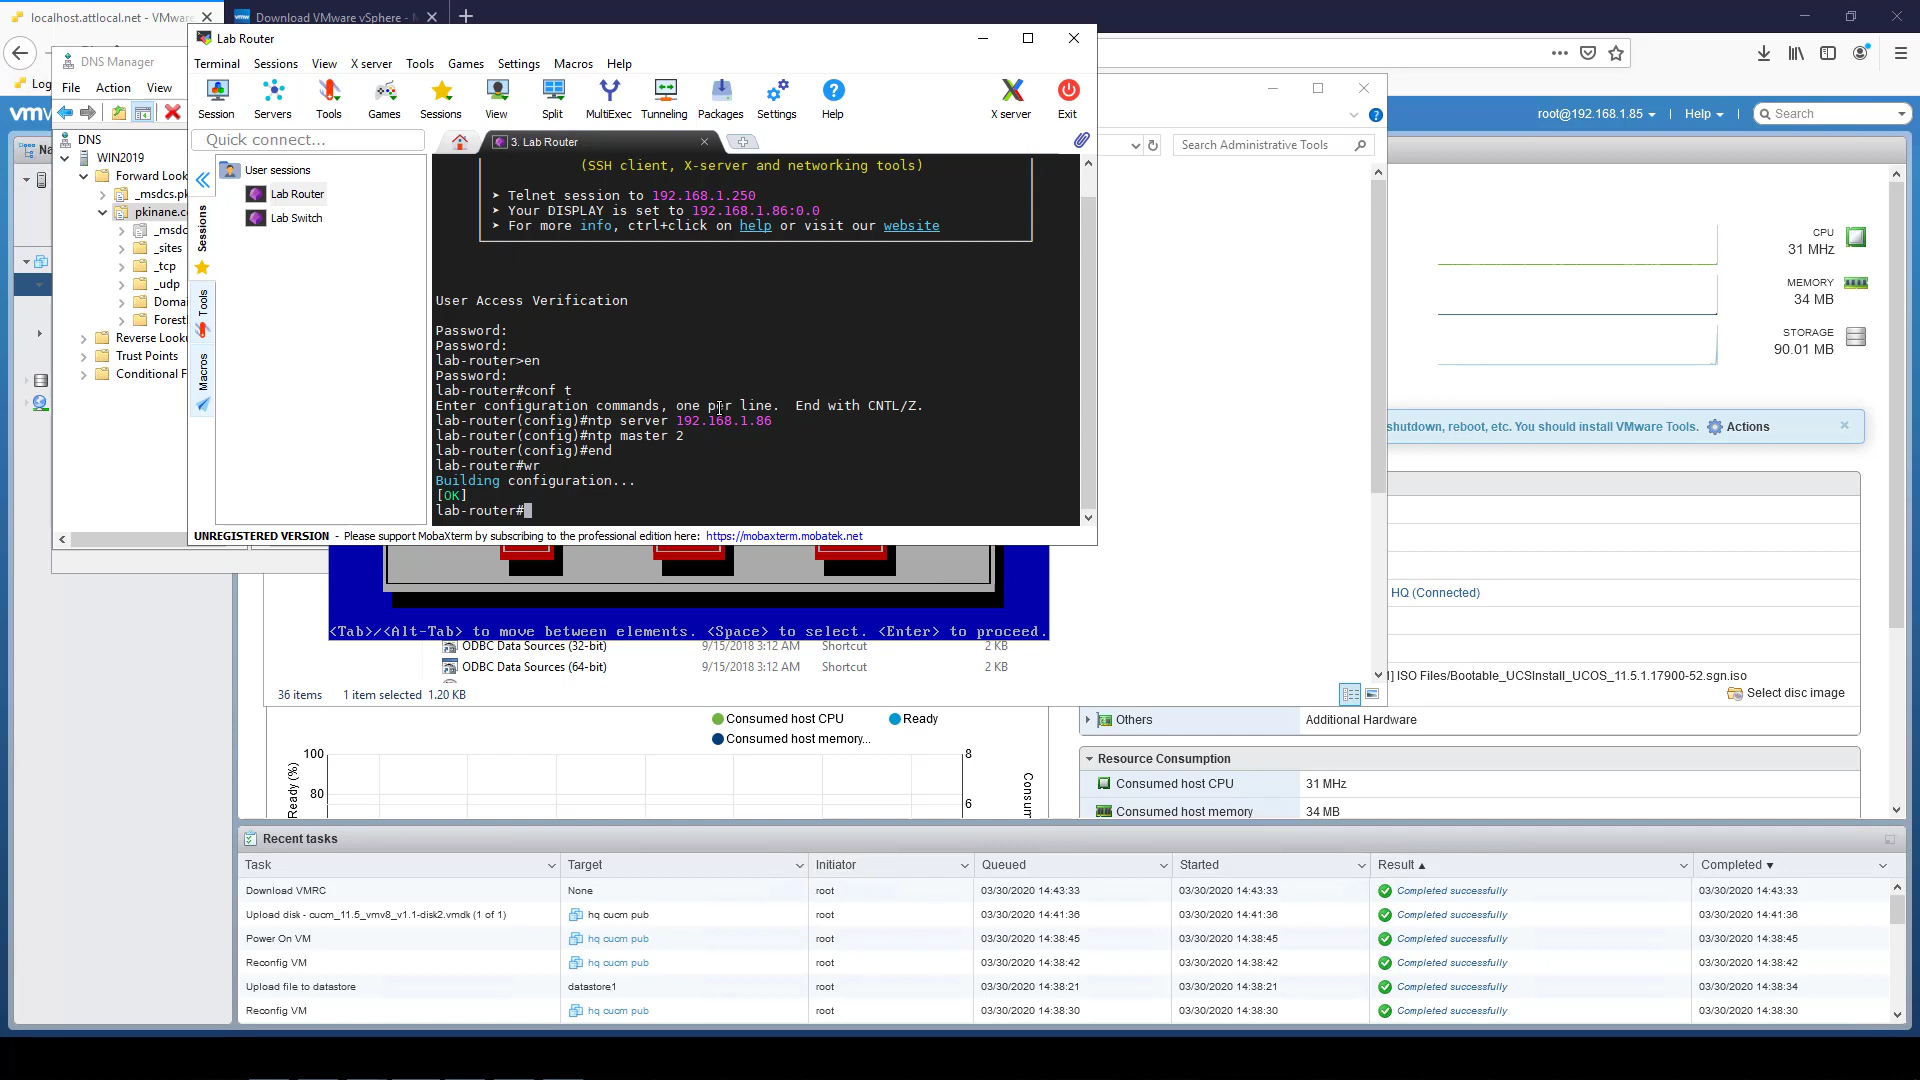 localhost.attlocal.net - VMwar
Download VMware vSphere -
Log
vmw
root@192.168.1.85
Help
Search
Na
DNS Manager
File
Action
View
DNS
WIN2019
Forward Look
_msdcs.pk
pkinane.c
_msdc
_sites
_tcp
_udp
Domai
Forest
Reverse Looku
Trust Points
Conditional F
Lab Router
Terminal
Sessions
View
X server
Tools
Games
Settings
Macros
Help
Session
Servers
Tools
Games
Sessions
View
Split
MultiExec
Tunneling
Packages
Settings
Help
X server
Exit
Quick connect...
3. Lab Router
User sessions
Lab Router
Lab Switch
Sessions
Tools
Macros
(SSH client, X-server and networking tools)
➤ Telnet session to 192.168.1.250
➤ Your DISPLAY is set to 192.168.1.86:0.0
➤ For more info, ctrl+click on help or visit our website
User Access Verification
Password:
Password:
lab-router>en
Password:
lab-router#conf t
Enter configuration commands, one per line.  End with CNTL/Z.
lab-router(config)#ntp server 192.168.1.86
lab-router(config)#ntp master 2
lab-router(config)#end
lab-router#wr
Building configuration...
[OK]
lab-router#
UNREGISTERED VERSION - Please support MobaXterm by subscribing to the professional edition here: https://mobaxterm.mobatek.net
Search Administrative Tools
CPU
31 MHz
MEMORY
34 MB
STORAGE
90.01 MB
shutdown, reboot, etc. You should install VMware Tools.
Actions
HQ (Connected)
] ISO Files/Bootable_UCSInstall_UCOS_11.5.1.17900-52.sgn.iso
Select disc image
Others
Additional Hardware
Resource Consumption
Consumed host CPU
31 MHz
Consumed host memory
34 MB
<Tab>/<Alt-Tab> to move between elements. <Space> to select. <Enter> to proceed.
ODBC Data Sources (32-bit) 9/15/2018 3:12 AM Shortcut 2 KB
ODBC Data Sources (64-bit) 9/15/2018 3:12 AM Shortcut 2 KB
36 items
1 item selected 1.20 KB
Consumed host CPU
Ready
Consumed host memory...
100
80
Ready (%)
8
6
Consum
Recent tasks
Task Target Initiator Queued Started Result Completed
Download VMRC None root 03/30/2020 14:43:33 03/30/2020 14:43:33 Completed successfully 03/30/2020 14:43:33
Upload disk - cucm_11.5_vmv8_v1.1-disk2.vmdk (1 of 1) hq cucm pub root 03/30/2020 14:41:36 03/30/2020 14:41:36 Completed successfully 03/30/2020 14:41:36
Power On VM hq cucm pub root 03/30/2020 14:38:45 03/30/2020 14:38:45 Completed successfully 03/30/2020 14:38:45
Reconfig VM hq cucm pub root 03/30/2020 14:38:42 03/30/2020 14:38:42 Completed successfully 03/30/2020 14:38:42
Upload file to datastore datastore1 root 03/30/2020 14:38:21 03/30/2020 14:38:21 Completed successfully 03/30/2020 14:38:34
Reconfig VM hq cucm pub root 03/30/2020 14:38:30 03/30/2020 14:38:30 Completed successfully 03/30/2020 14:38:30